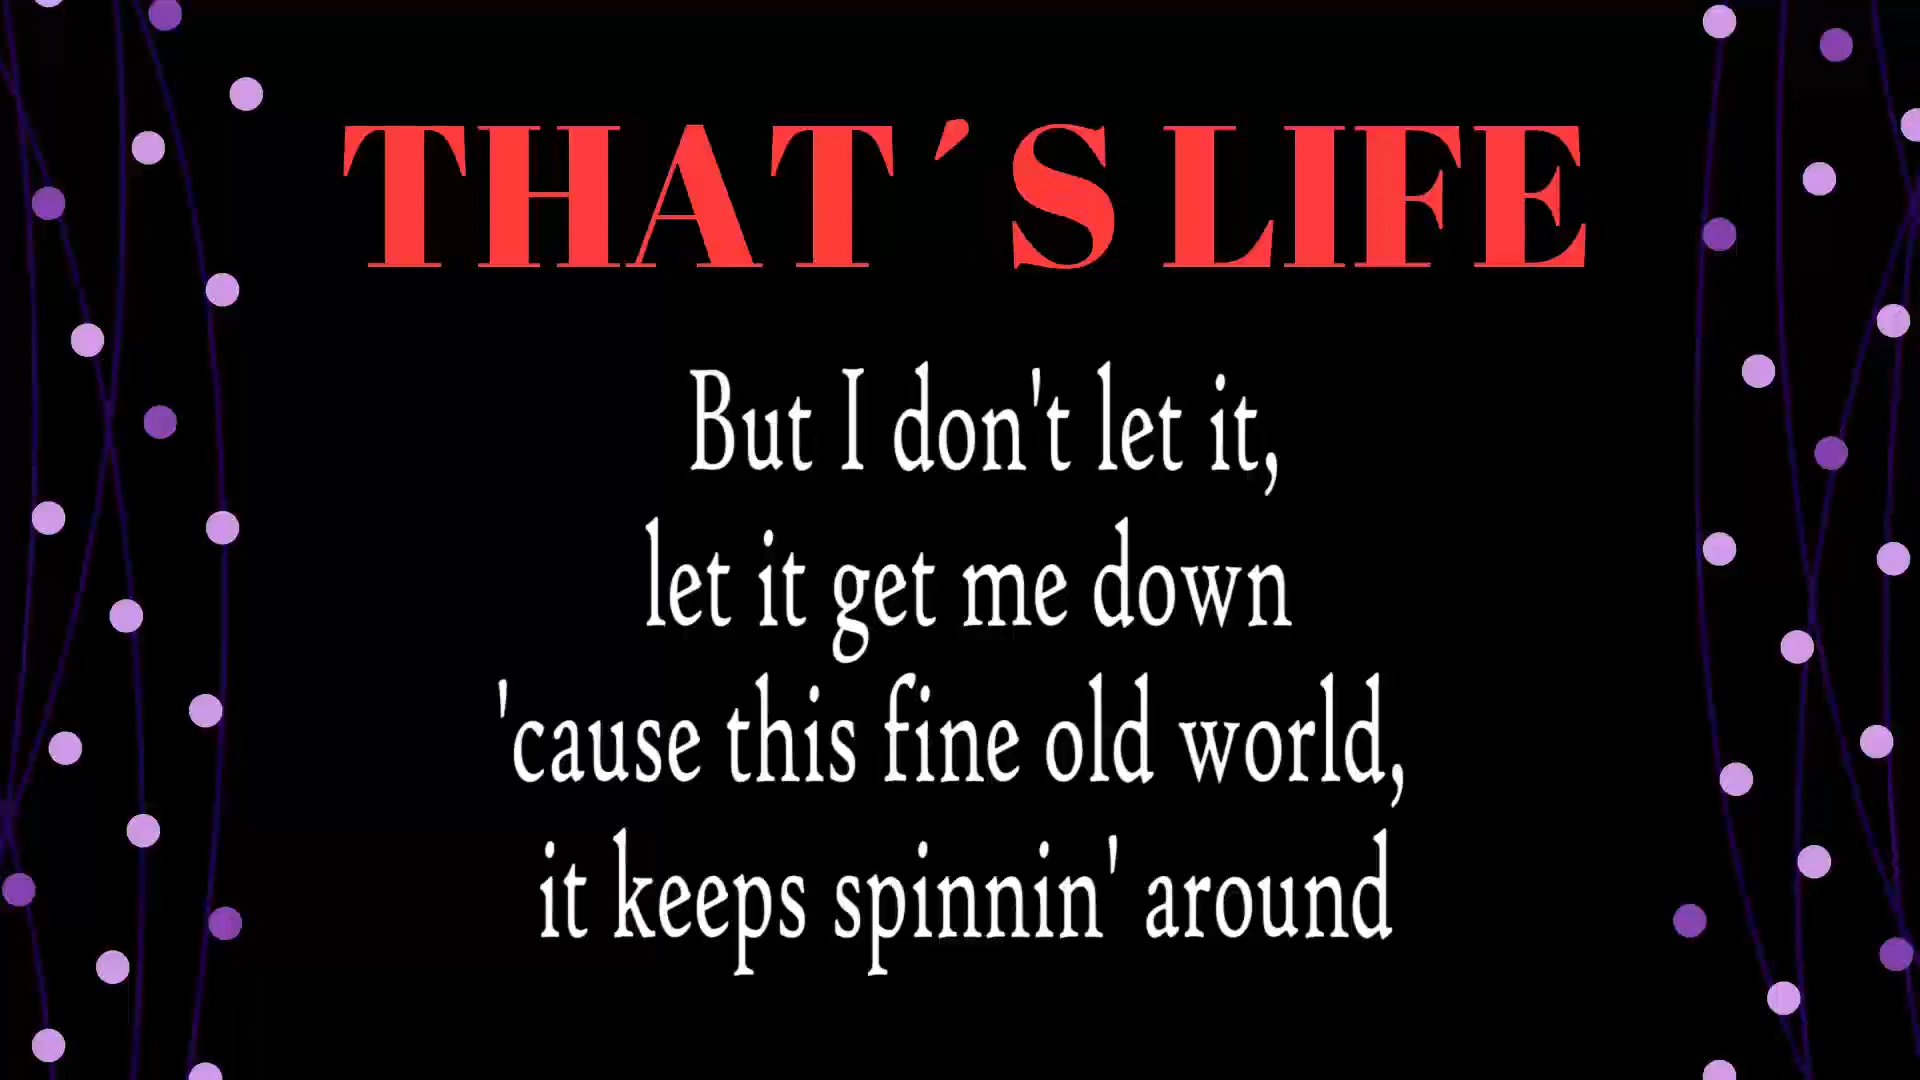 THAT´S LIFE
But I don't let it,
let it get me down
'cause this fine old world,
it keeps spinnin' around